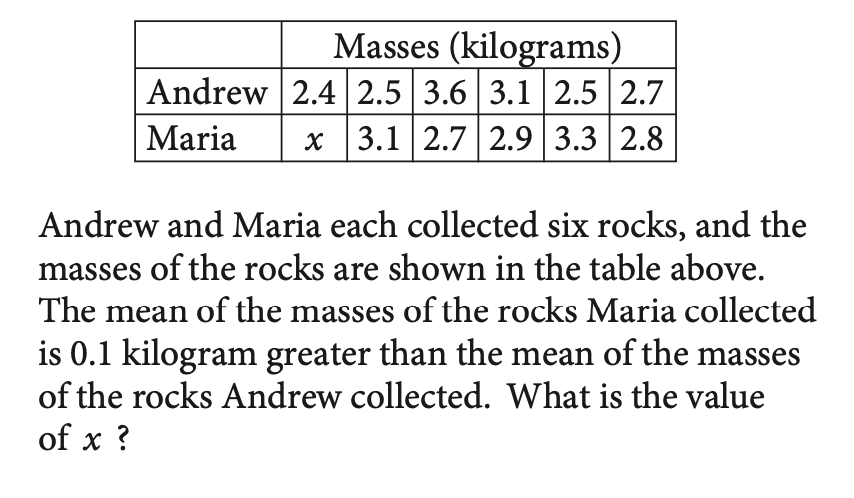 Masses (kilograms)
Andrew 2.4 2.5 3.6 3.1 2.5 2.7
Maria x 3.1 2.7 2.9 3.3 2.8
Andrew and Maria each collected six rocks, and the
masses of the rocks are shown in the table above.
The mean of the masses of the rocks Maria collected
is 0.1 kilogram greater than the mean of the masses
of the rocks Andrew collected. What is the value
of x ?